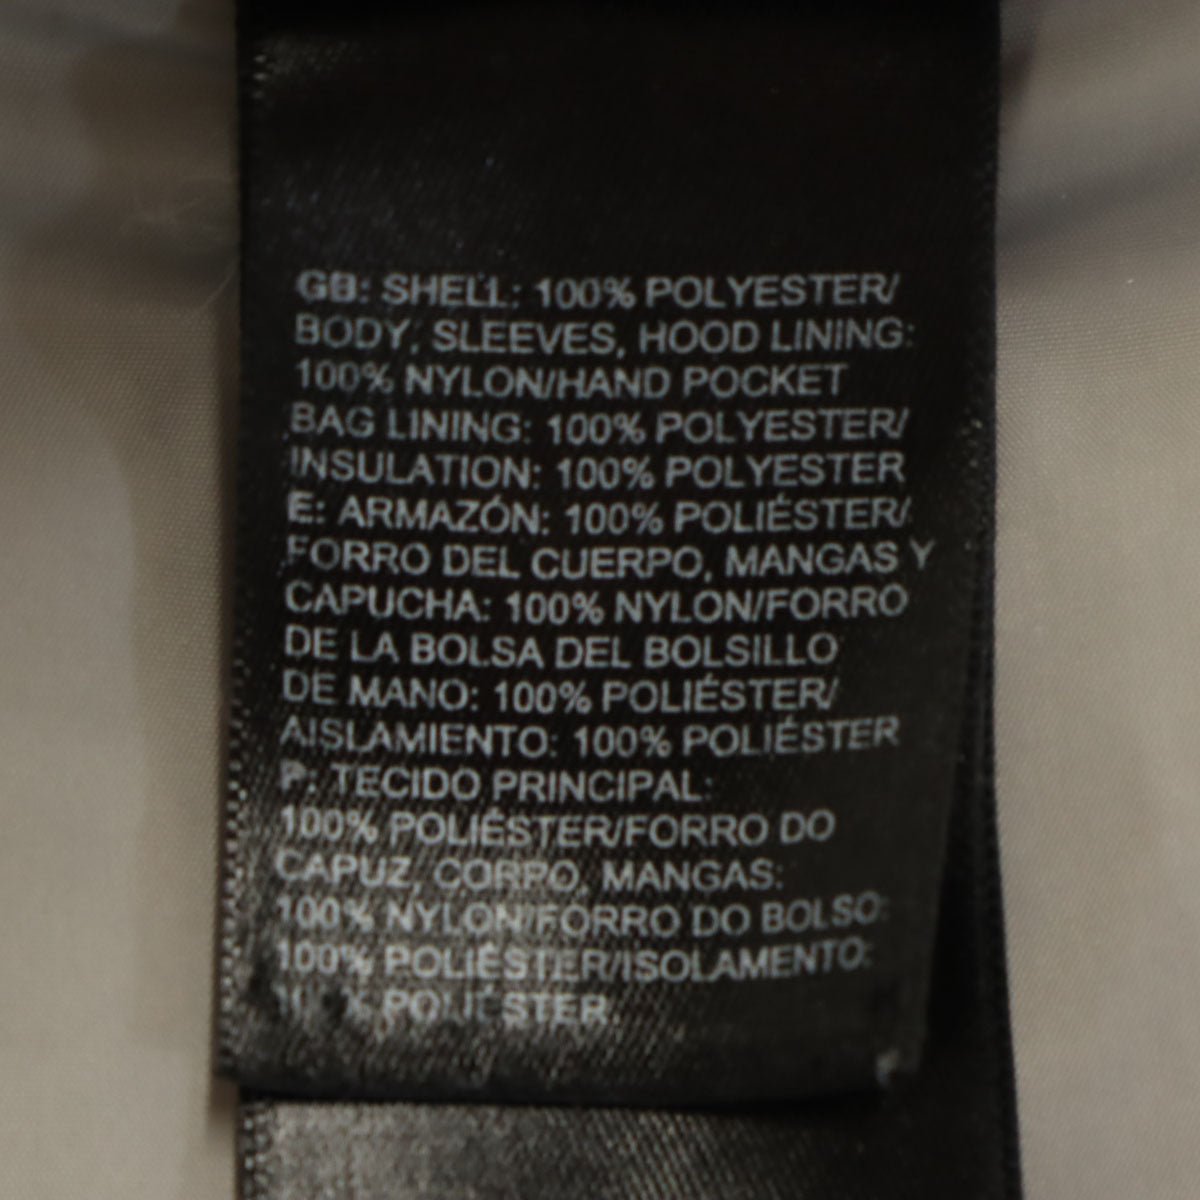 GB: SHELL: 100% POLYESTER/
BODY, SLEEVES, HOOD LINING:
100% NYLON/HAND POCKET
BAG LINING: 100% POLYESTER/
INSULATION: 100% POLYESTER
E: ARMAZÓN: 100% POLIÉSTER/
FORRO DEL CUERPO, MANGAS Y
CAPUCHA: 100% NYLON/FORRO
DE LA BOLSA DEL BOLSILLO
DE MANO: 100% POLIÉSTER/
AISLAMIENTO: 100% POLIÉSTER
P: TECIDO PRINCIPAL:
100% POLIÉSTER/FORRO DO
CAPUZ, CORPO, MANGAS:
100% NYLON/FORRO DO BOLSO:
100% POLIÉSTER/ISOLAMENTO:
100% POLIÉSTER.